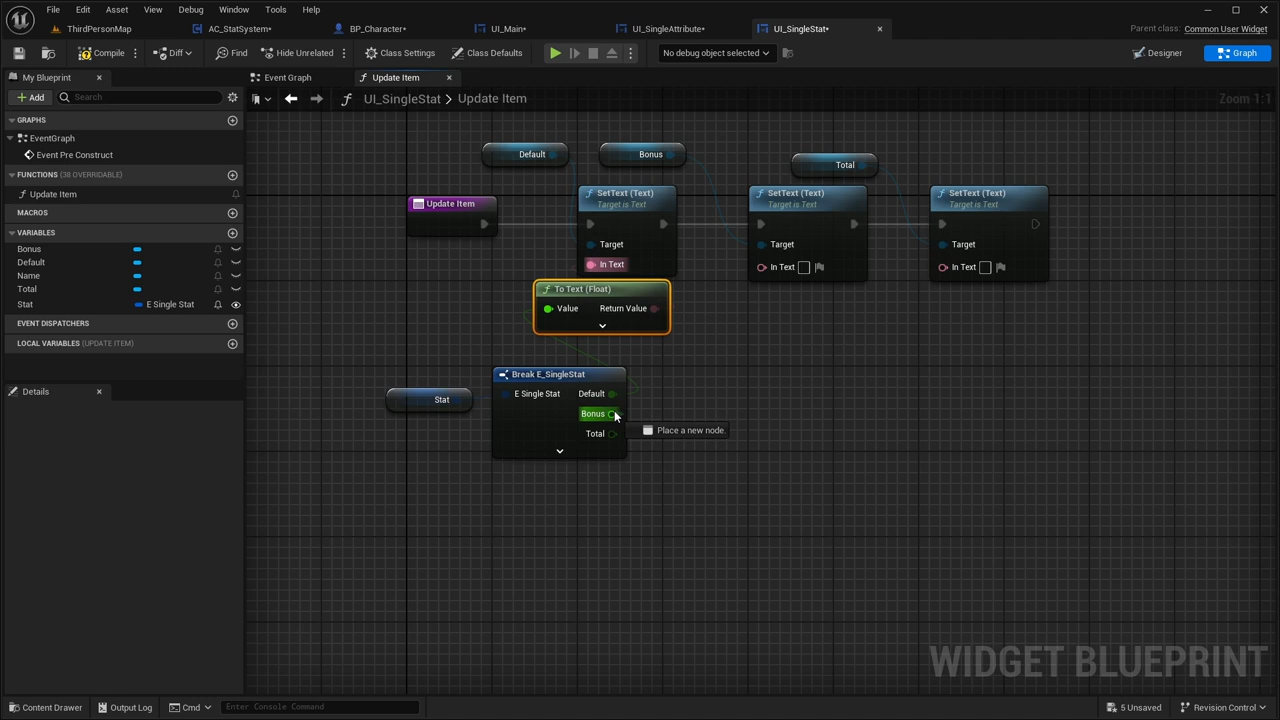 File Edit Asset View Debug Window Tools Help
ThirdPersonMap AC_StatSystem* BP_Character* UI_Main* UI_SingleAttribute* UI_SingleStat* Parent class: Common User Widget
Compile Diff Find Hide Unrelated Class Settings Class Defaults No debug object selected Designer Graph
My Blueprint Event Graph Update Item
Add Search UI_SingleStat > Update Item Zoom 1:1
GRAPHS
EventGraph
Event Pre Construct
FUNCTIONS (38 OVERRIDABLE)
Update Item
MACROS
VARIABLES
Bonus
Default
Name
Total
Stat E Single Stat
EVENT DISPATCHERS
LOCAL VARIABLES (UPDATE ITEM)
Details
Default Bonus Total
Update Item
SetText (Text)
Target is Text
Target
In Text
SetText (Text)
Target is Text
Target
In Text
SetText (Text)
Target is Text
Target
In Text
To Text (Float)
Value Return Value
Stat
Break E_SingleStat
E Single Stat Default
Bonus
Total
Place a new node.
WIDGET BLUEPRINT
Content Drawer Output Log Cmd Enter Console Command 5 Unsaved Revision Control